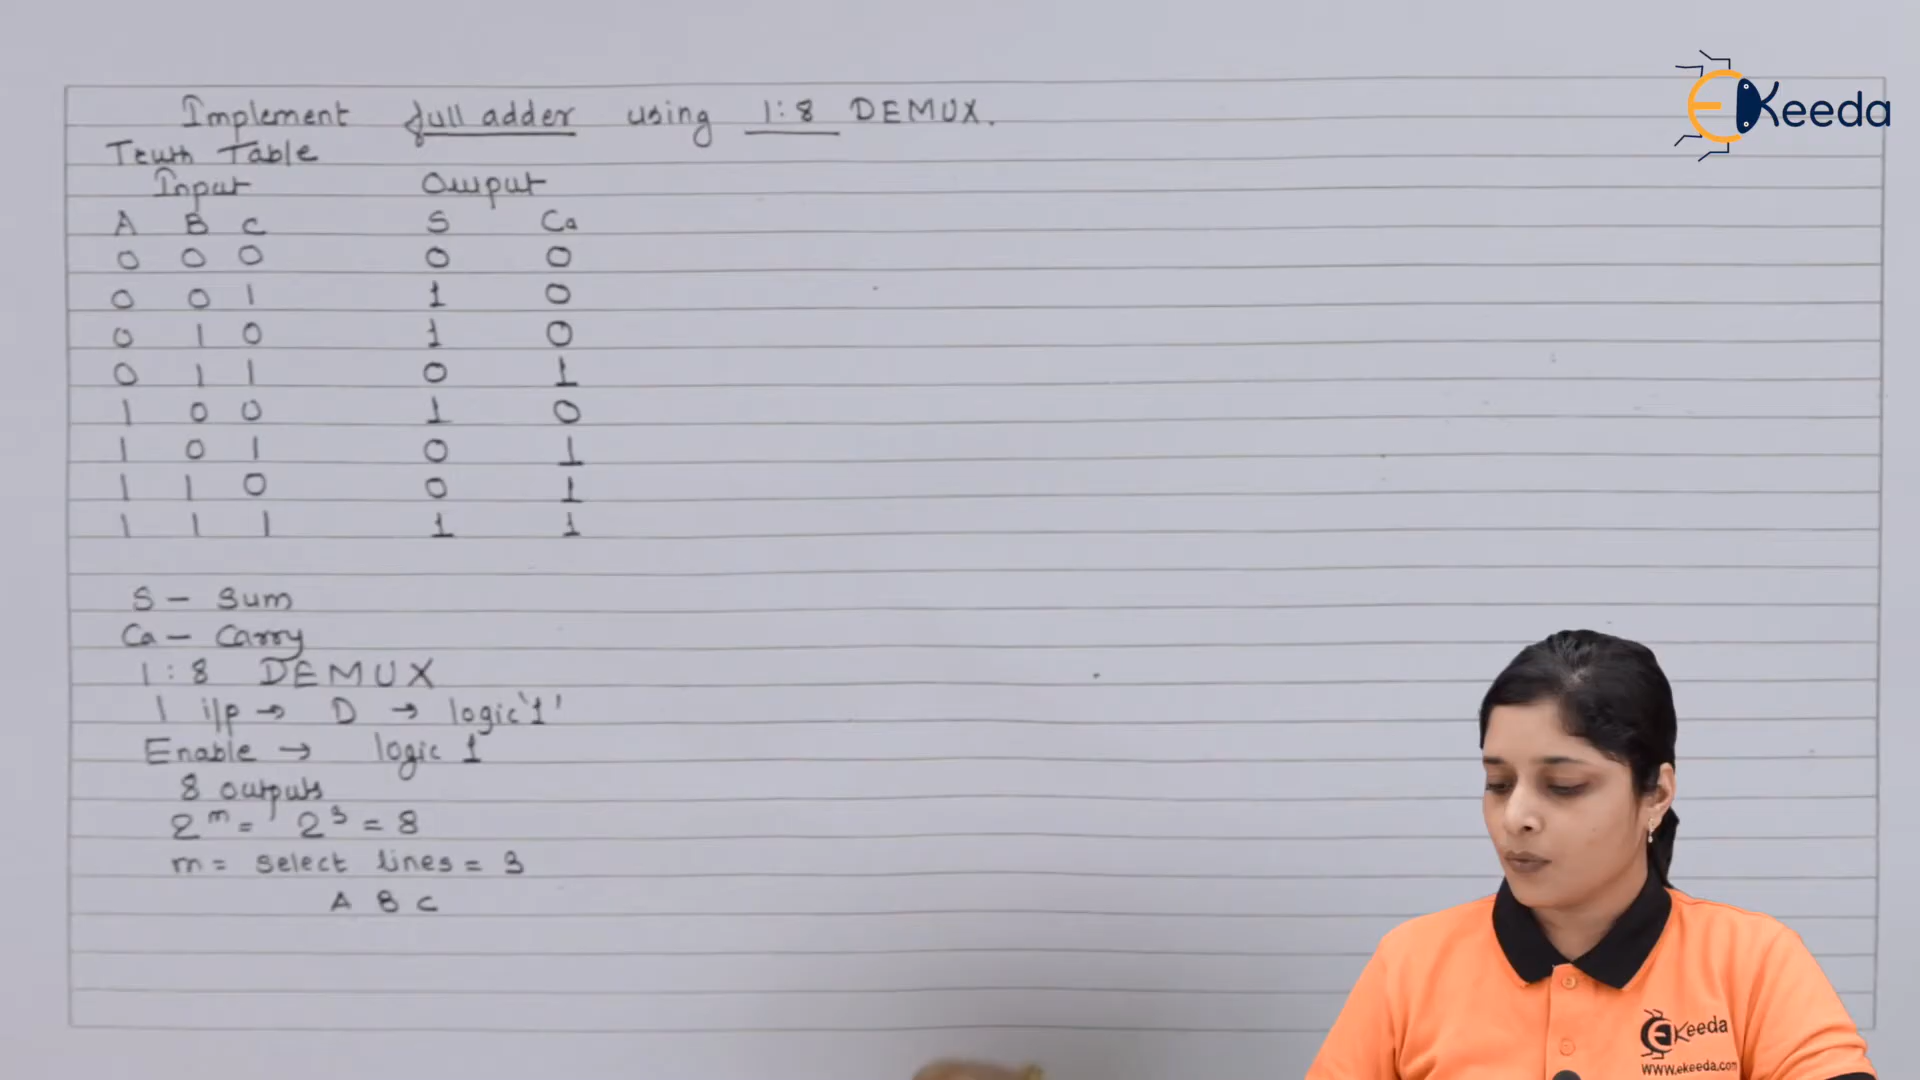 Implement full adder using 1:8 DEMUX.
Truth Table
Input Output
A B C S Ca
0 0 0 0 0
0 0 1 1 0
0 1 0 1 0
0 1 1 0 1
1 0 0 1 0
1 0 1 0 1
1 1 0 0 1
1 1 1 1 1
S - Sum
Ca - Carry
1:8 DEMUX
1 i/p → D → logic '1'
Enable → logic 1
8 outputs
2^m = 2^3 = 8
m = select lines = 3
A B C
EKeeda
EKeeda
www.ekeeda.com